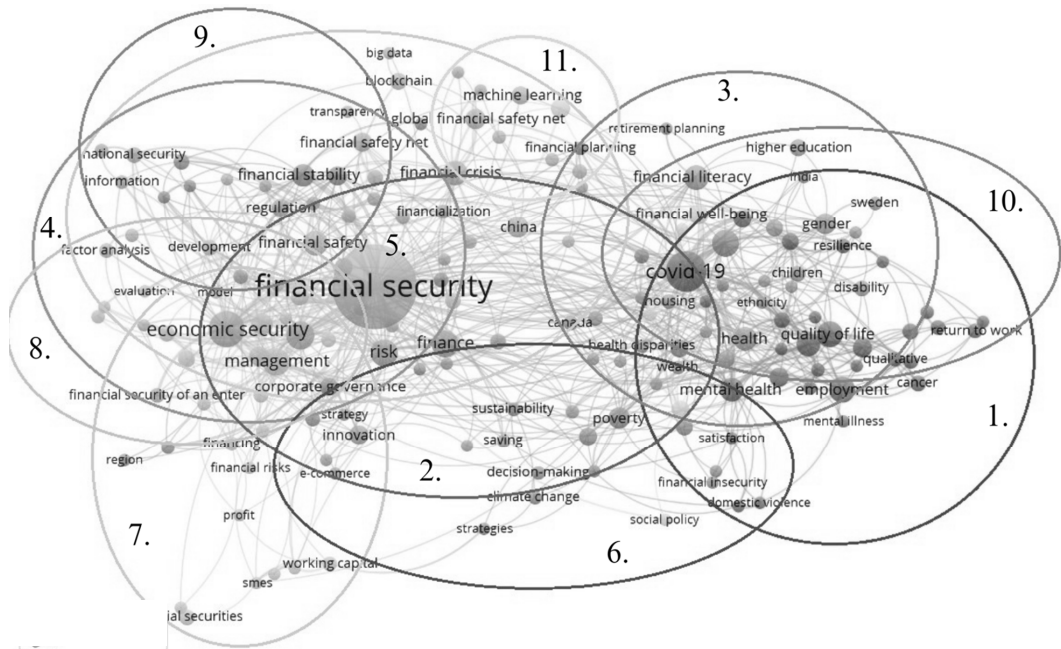 9.
big data
blockchain
11.
machine learning
3.
transparency
globa
financial safety net
financial safety net
retirement planning
national security
financial planning
higher education
information
financial stability
financial crisis
financial literacy
india
10.
regulation
financialization
financial well-being
sweden
4.
factor analysis
development
financial safety
5.
china
gender
resilience
evaluation
model
financial security
covid-19
children
disability
housing
ethnicity
economic security
canada
health
quality of life
return to work
8.
management
risk
finance
health disparities
wealth
qualitative
financial security of an enter
corporate governance
mental health
employment
cancer
strategy
sustainability
poverty
mental illness
1.
financing
innovation
saving
satisfaction
region
financial risks
e-commerce
2.
decision-making
financial insecurity
climate change
domestic violence
profit
strategies
social policy
7.
6.
working capital
smes
ial securities